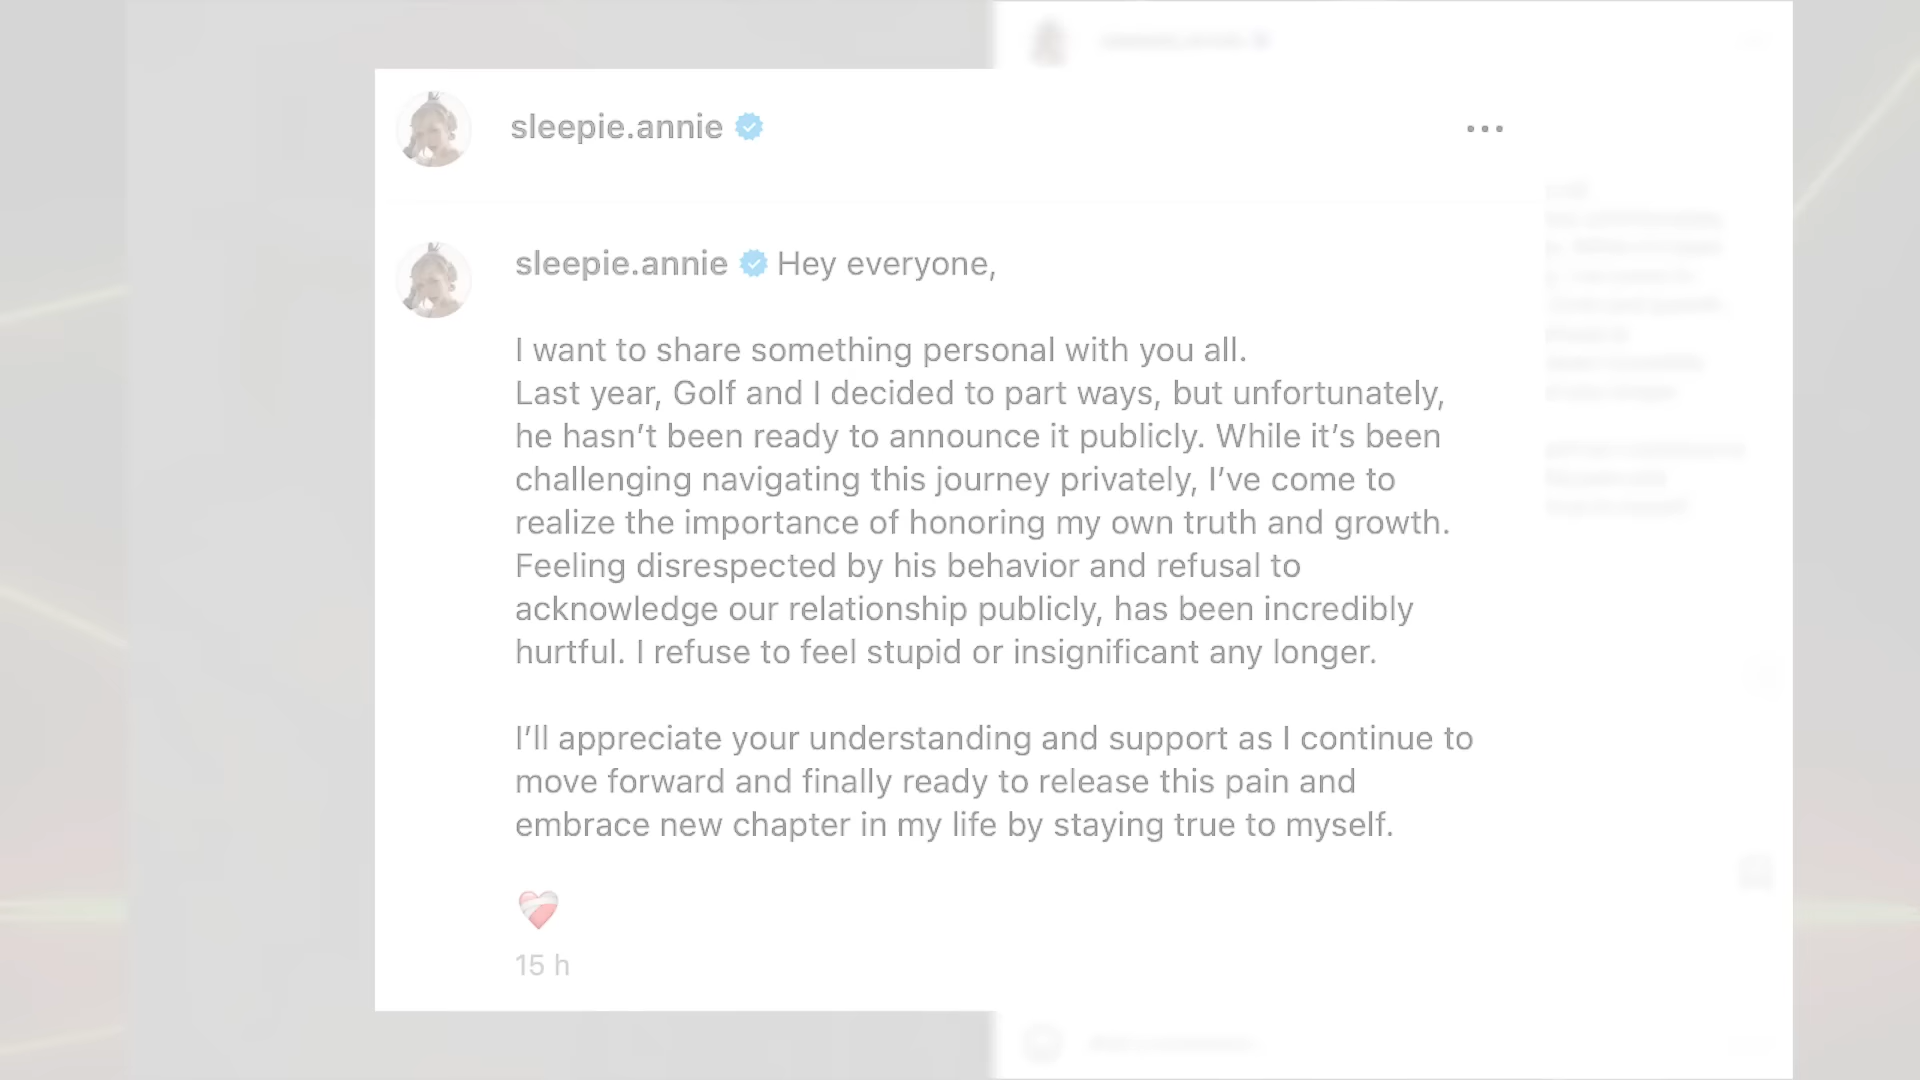 sleepie.annie
sleepie.annie Hey everyone,
I want to share something personal with you all.
Last year, Golf and I decided to part ways, but unfortunately,
he hasn’t been ready to announce it publicly. While it’s been
challenging navigating this journey privately, I’ve come to
realize the importance of honoring my own truth and growth.
Feeling disrespected by his behavior and refusal to
acknowledge our relationship publicly, has been incredibly
hurtful. I refuse to feel stupid or insignificant any longer.
I’ll appreciate your understanding and support as I continue to
move forward and finally ready to release this pain and
embrace new chapter in my life by staying true to myself.
15 h